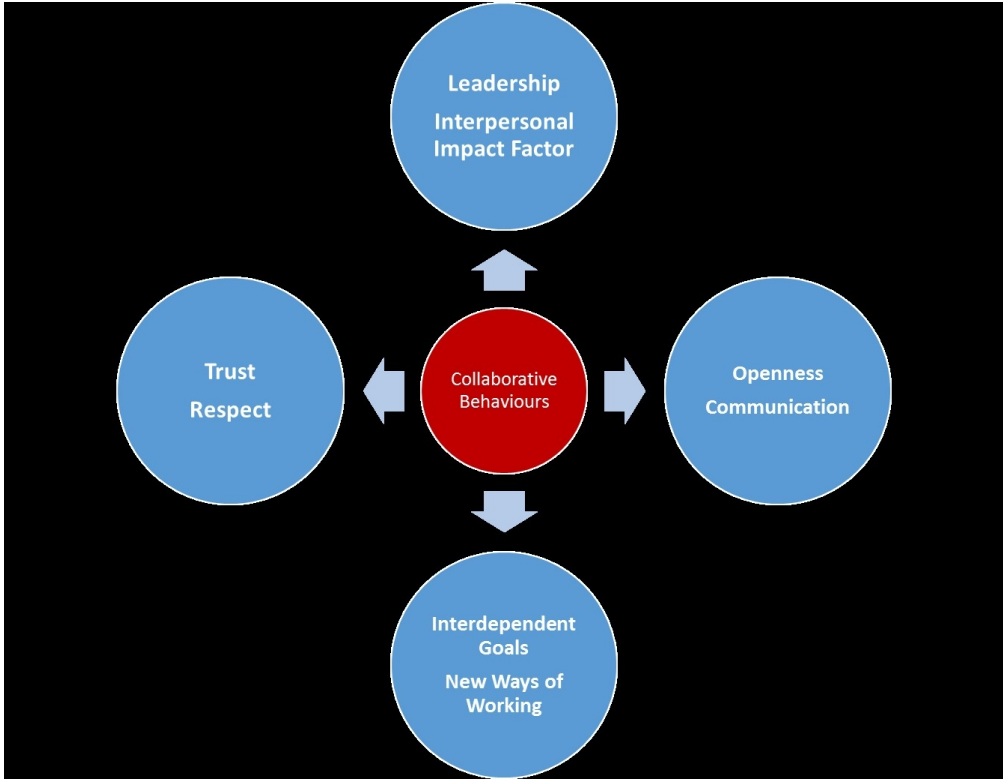 Leadership
Interpersonal
Impact Factor
Trust
Respect
Collaborative
Behaviours
Openness
Communication
Interdependent
Goals
New Ways of
Working